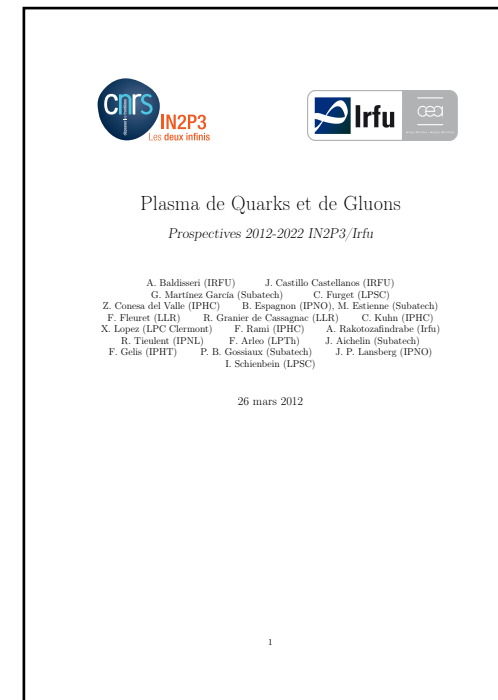 cnrs
IN2P3
Les deux infinis
Irfu
cea
Plasma de Quarks et de Gluons
Prospectives 2012-2022 IN2P3/Irfu
A. Baldisseri (IRFU) J. Castillo Castellanos (IRFU)
G. Martínez García (Subatech) C. Furget (LPSC)
Z. Conesa del Valle (IPHC) B. Espagnon (IPNO), M. Estienne (Subatech)
F. Fleuret (LLR) R. Granier de Cassagnac (LLR) C. Kuhn (IPHC)
X. Lopez (LPC Clermont) F. Rami (IPHC) A. Rakotozafindrabe (Irfu)
R. Tieulent (IPNL) F. Arleo (LPTh) J. Aichelin (Subatech)
F. Gelis (IPHT) P. B. Gossiaux (Subatech) J. P. Lansberg (IPNO)
I. Schienbein (LPSC)
26 mars 2012
1